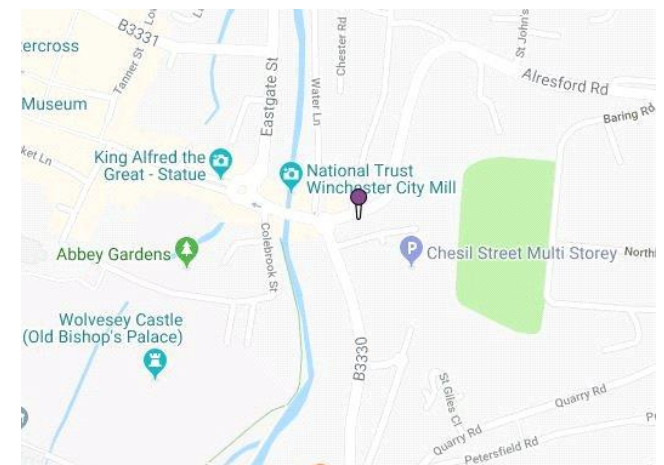 B3331
Tanner St
ercross
Museum
ket Ln
Eastgate St
Water Ln
Chester Rd
St John's
Alresford Rd
Baring Rd
King Alfred the
Great - Statue
National Trust
Winchester City Mill
Abbey Gardens
Colebrook St
P
Chesil Street Multi Storey
North
Wolvesey Castle
(Old Bishop's Palace)
B3330
St Giles Cl
Quarry Rd
Quarry Rd
Petersfield Rd